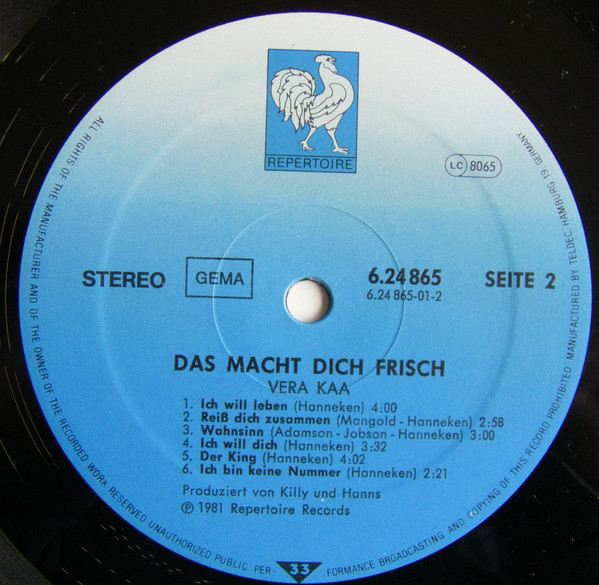 REPERTOIRE
LC 8065
STEREO GEMA 6.24865 SEITE 2
6.24 865-01-2
DAS MACHT DICH FRISCH
VERA KAA
1. Ich will leben (Hanneken) 4:00
2. Reiß dich zusammen (Mangold - Hanneken) 2:58
3. Wahnsinn (Adamson - Jobson - Hanneken) 3:00
4. Ich will dich (Hanneken) 3:32
5. Der King (Hanneken) 4:02
6. Ich bin keine Nummer (Hanneken) 2:21
Produziert von Killy und Hanns
Ⓟ 1981 Repertoire Records
ALL RIGHTS OF THE MANUFACTURER AND OF THE OWNER OF THE RECORDED WORK RESERVED UNAUTHORIZED PUBLIC PER- 33 FORMANCE BROADCASTING AND COPYING OF THIS RECORD PROHIBITED MANUFACTURED BY TELDEC, HAMBURG 19, GERMANY